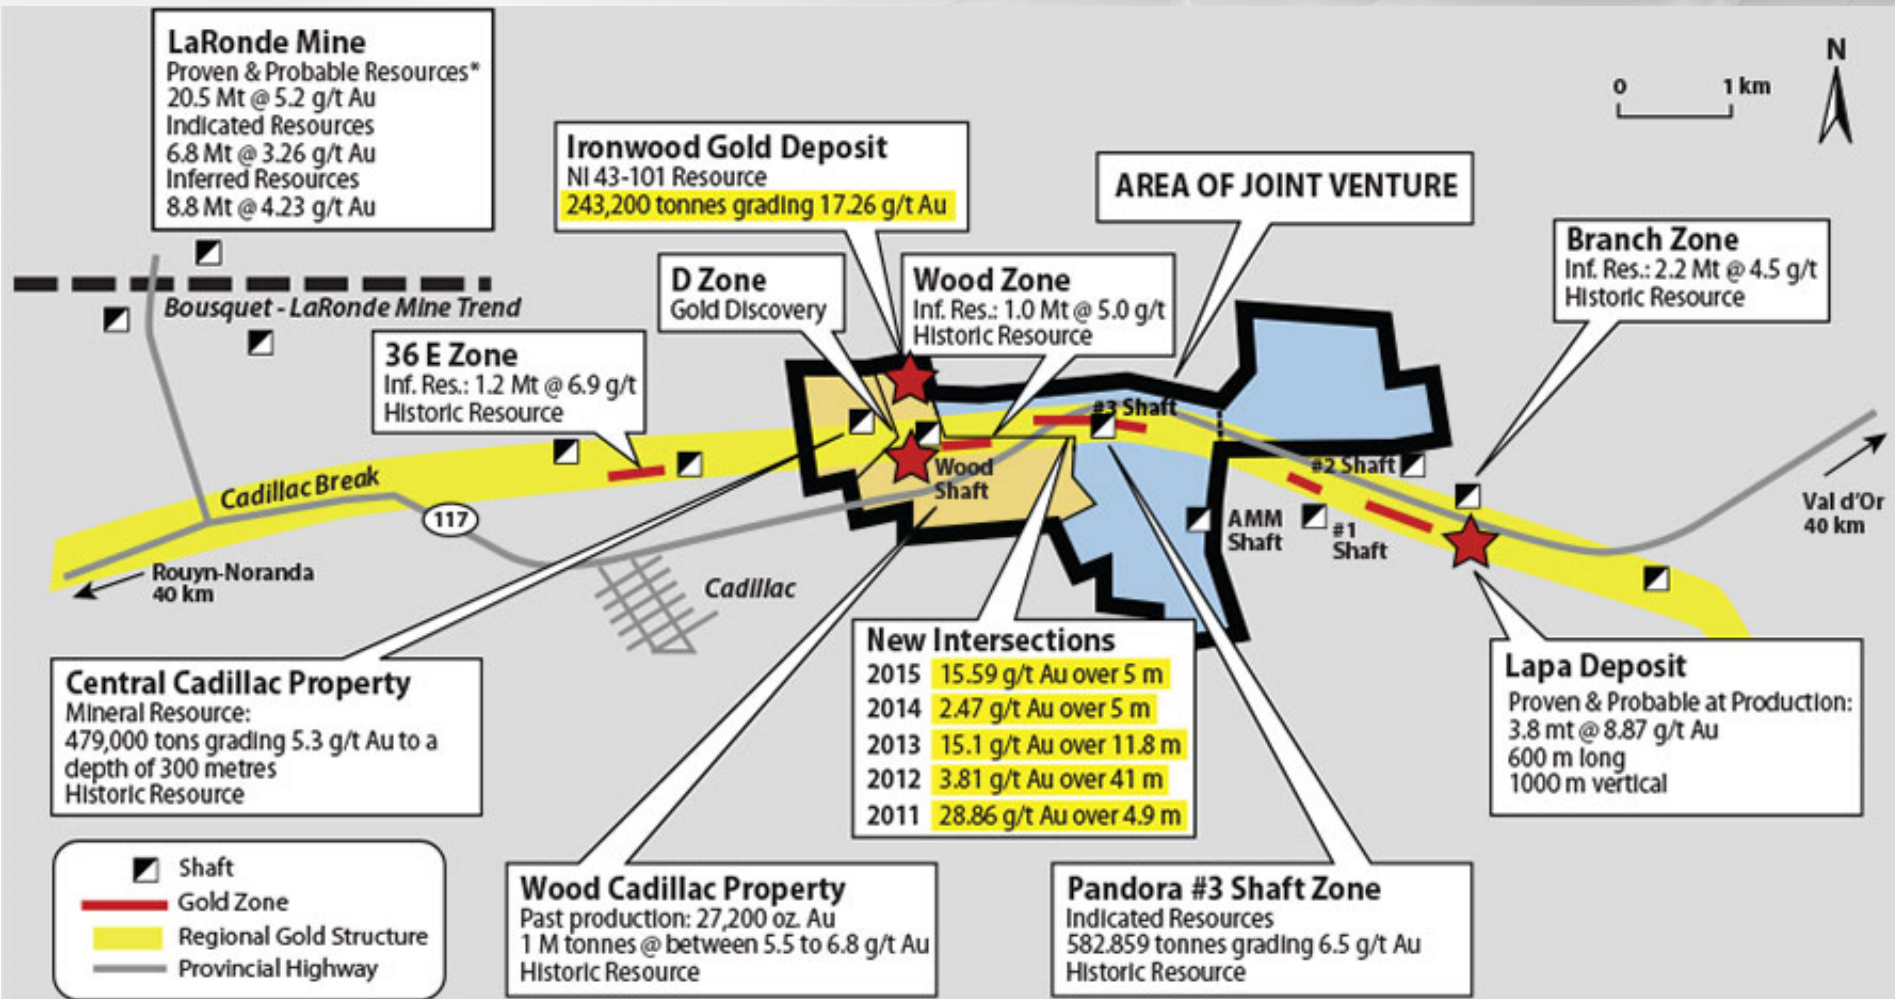 LaRonde Mine
Proven & Probable Resources*
20.5 Mt @ 5.2 g/t Au
Indicated Resources
6.8 Mt @ 3.26 g/t Au
Inferred Resources
8.8 Mt @ 4.23 g/t Au
Ironwood Gold Deposit
NI 43-101 Resource
243,200 tonnes grading 17.26 g/t Au
AREA OF JOINT VENTURE
0 1 km
N
Branch Zone
Inf. Res.: 2.2 Mt @ 4.5 g/t
Historic Resource
D Zone
Gold Discovery
Wood Zone
Inf. Res.: 1.0 Mt @ 5.0 g/t
Historic Resource
Bousquet - LaRonde Mine Trend
36 E Zone
Inf. Res.: 1.2 Mt @ 6.9 g/t
Historic Resource
#3 Shaft
Wood
Shaft
#2 Shaft
Cadillac Break
117
AMM
Shaft
#1
Shaft
Val d'Or
40 km
Rouyn-Noranda
40 km
Cadillac
Central Cadillac Property
Mineral Resource:
479,000 tons grading 5.3 g/t Au to a
depth of 300 metres
Historic Resource
New Intersections
2015 15.59 g/t Au over 5 m
2014 2.47 g/t Au over 5 m
2013 15.1 g/t Au over 11.8 m
2012 3.81 g/t Au over 41 m
2011 28.86 g/t Au over 4.9 m
Lapa Deposit
Proven & Probable at Production:
3.8 mt @ 8.87 g/t Au
600 m long
1000 m vertical
Shaft
Gold Zone
Regional Gold Structure
Provincial Highway
Wood Cadillac Property
Past production: 27,200 oz. Au
1 M tonnes @ between 5.5 to 6.8 g/t Au
Historic Resource
Pandora #3 Shaft Zone
Indicated Resources
582.859 tonnes grading 6.5 g/t Au
Historic Resource